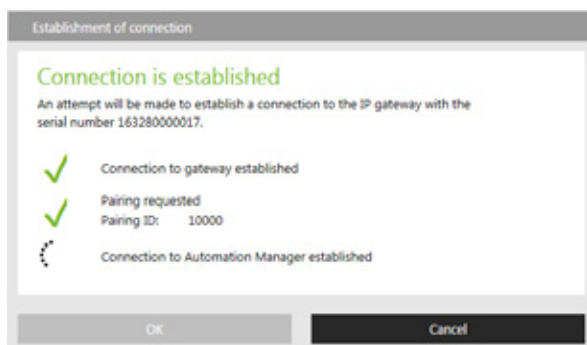 Establishment of connection
Connection is established
An attempt will be made to establish a connection to the IP gateway with the
serial number 163280000017.
Connection to gateway established
Pairing requested
Pairing ID: 10000
Connection to Automation Manager established
OK
Cancel